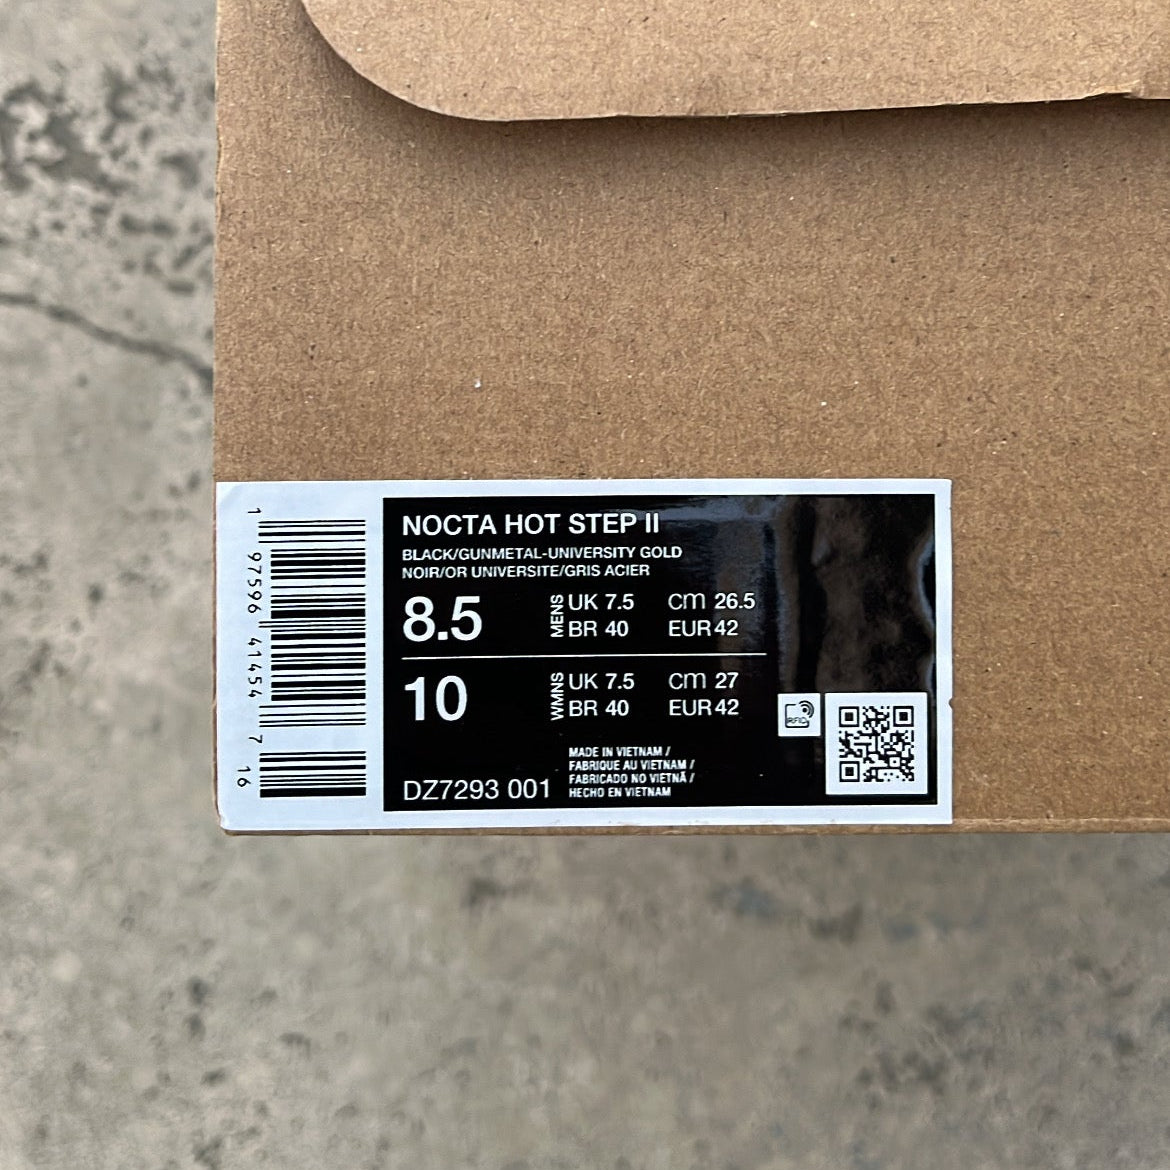 1 97596 41454 7 16
NOCTA HOT STEP II
BLACK/GUNMETAL-UNIVERSITY GOLD
NOIR/OR UNIVERSITE/GRIS ACIER
8.5 MENS UK 7.5 CM 26.5
BR 40 EUR 42
10 WMNS UK 7.5 CM 27
BR 40 EUR 42
RFID
MADE IN VIETNAM /
FABRIQUE AU VIETNAM /
FABRICADO NO VIETNÃ /
HECHO EN VIETNAM
DZ7293 001